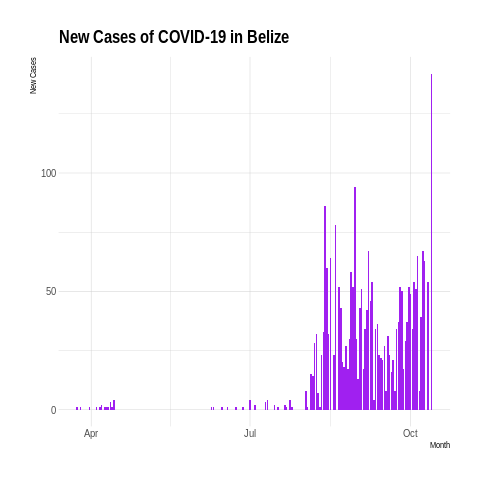 New Cases of COVID-19 in Belize
New Cases
100
50
0
Apr
Jul
Oct
Month